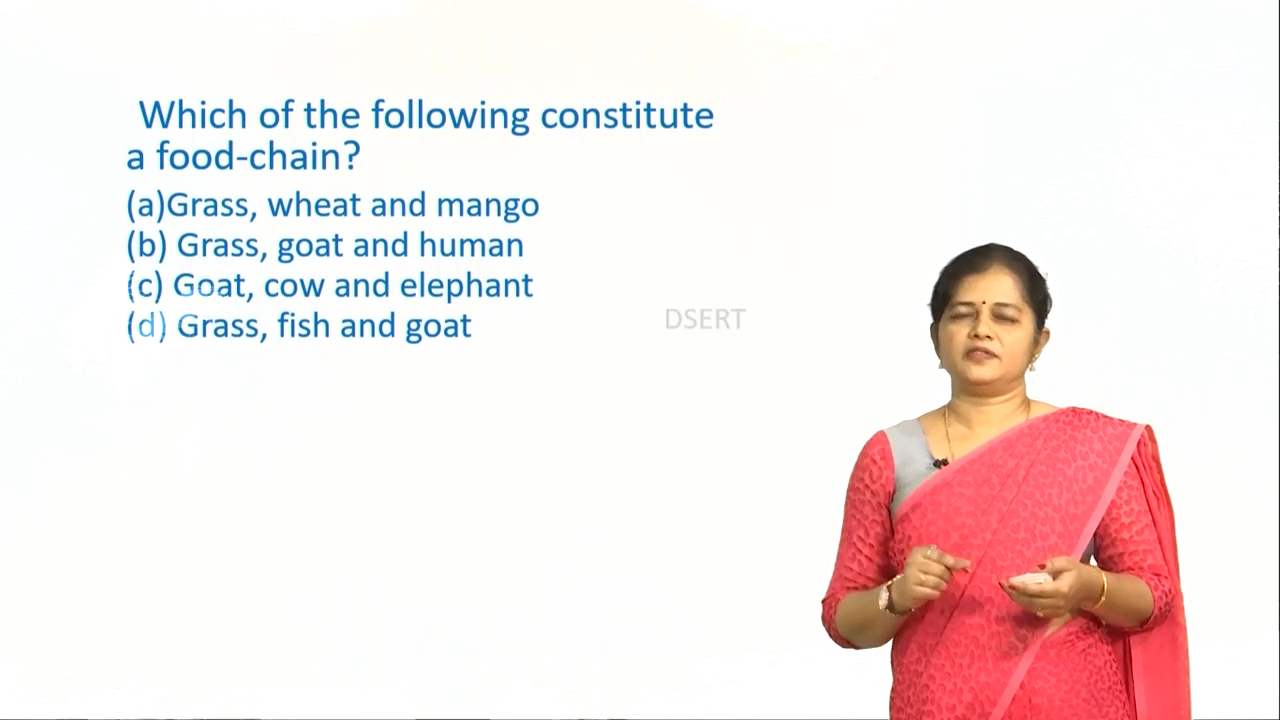 Which of the following constitute
a food-chain?
(a)Grass, wheat and mango
(b) Grass, goat and human
(c) Goat, cow and elephant
(d) Grass, fish and goat
DSERT